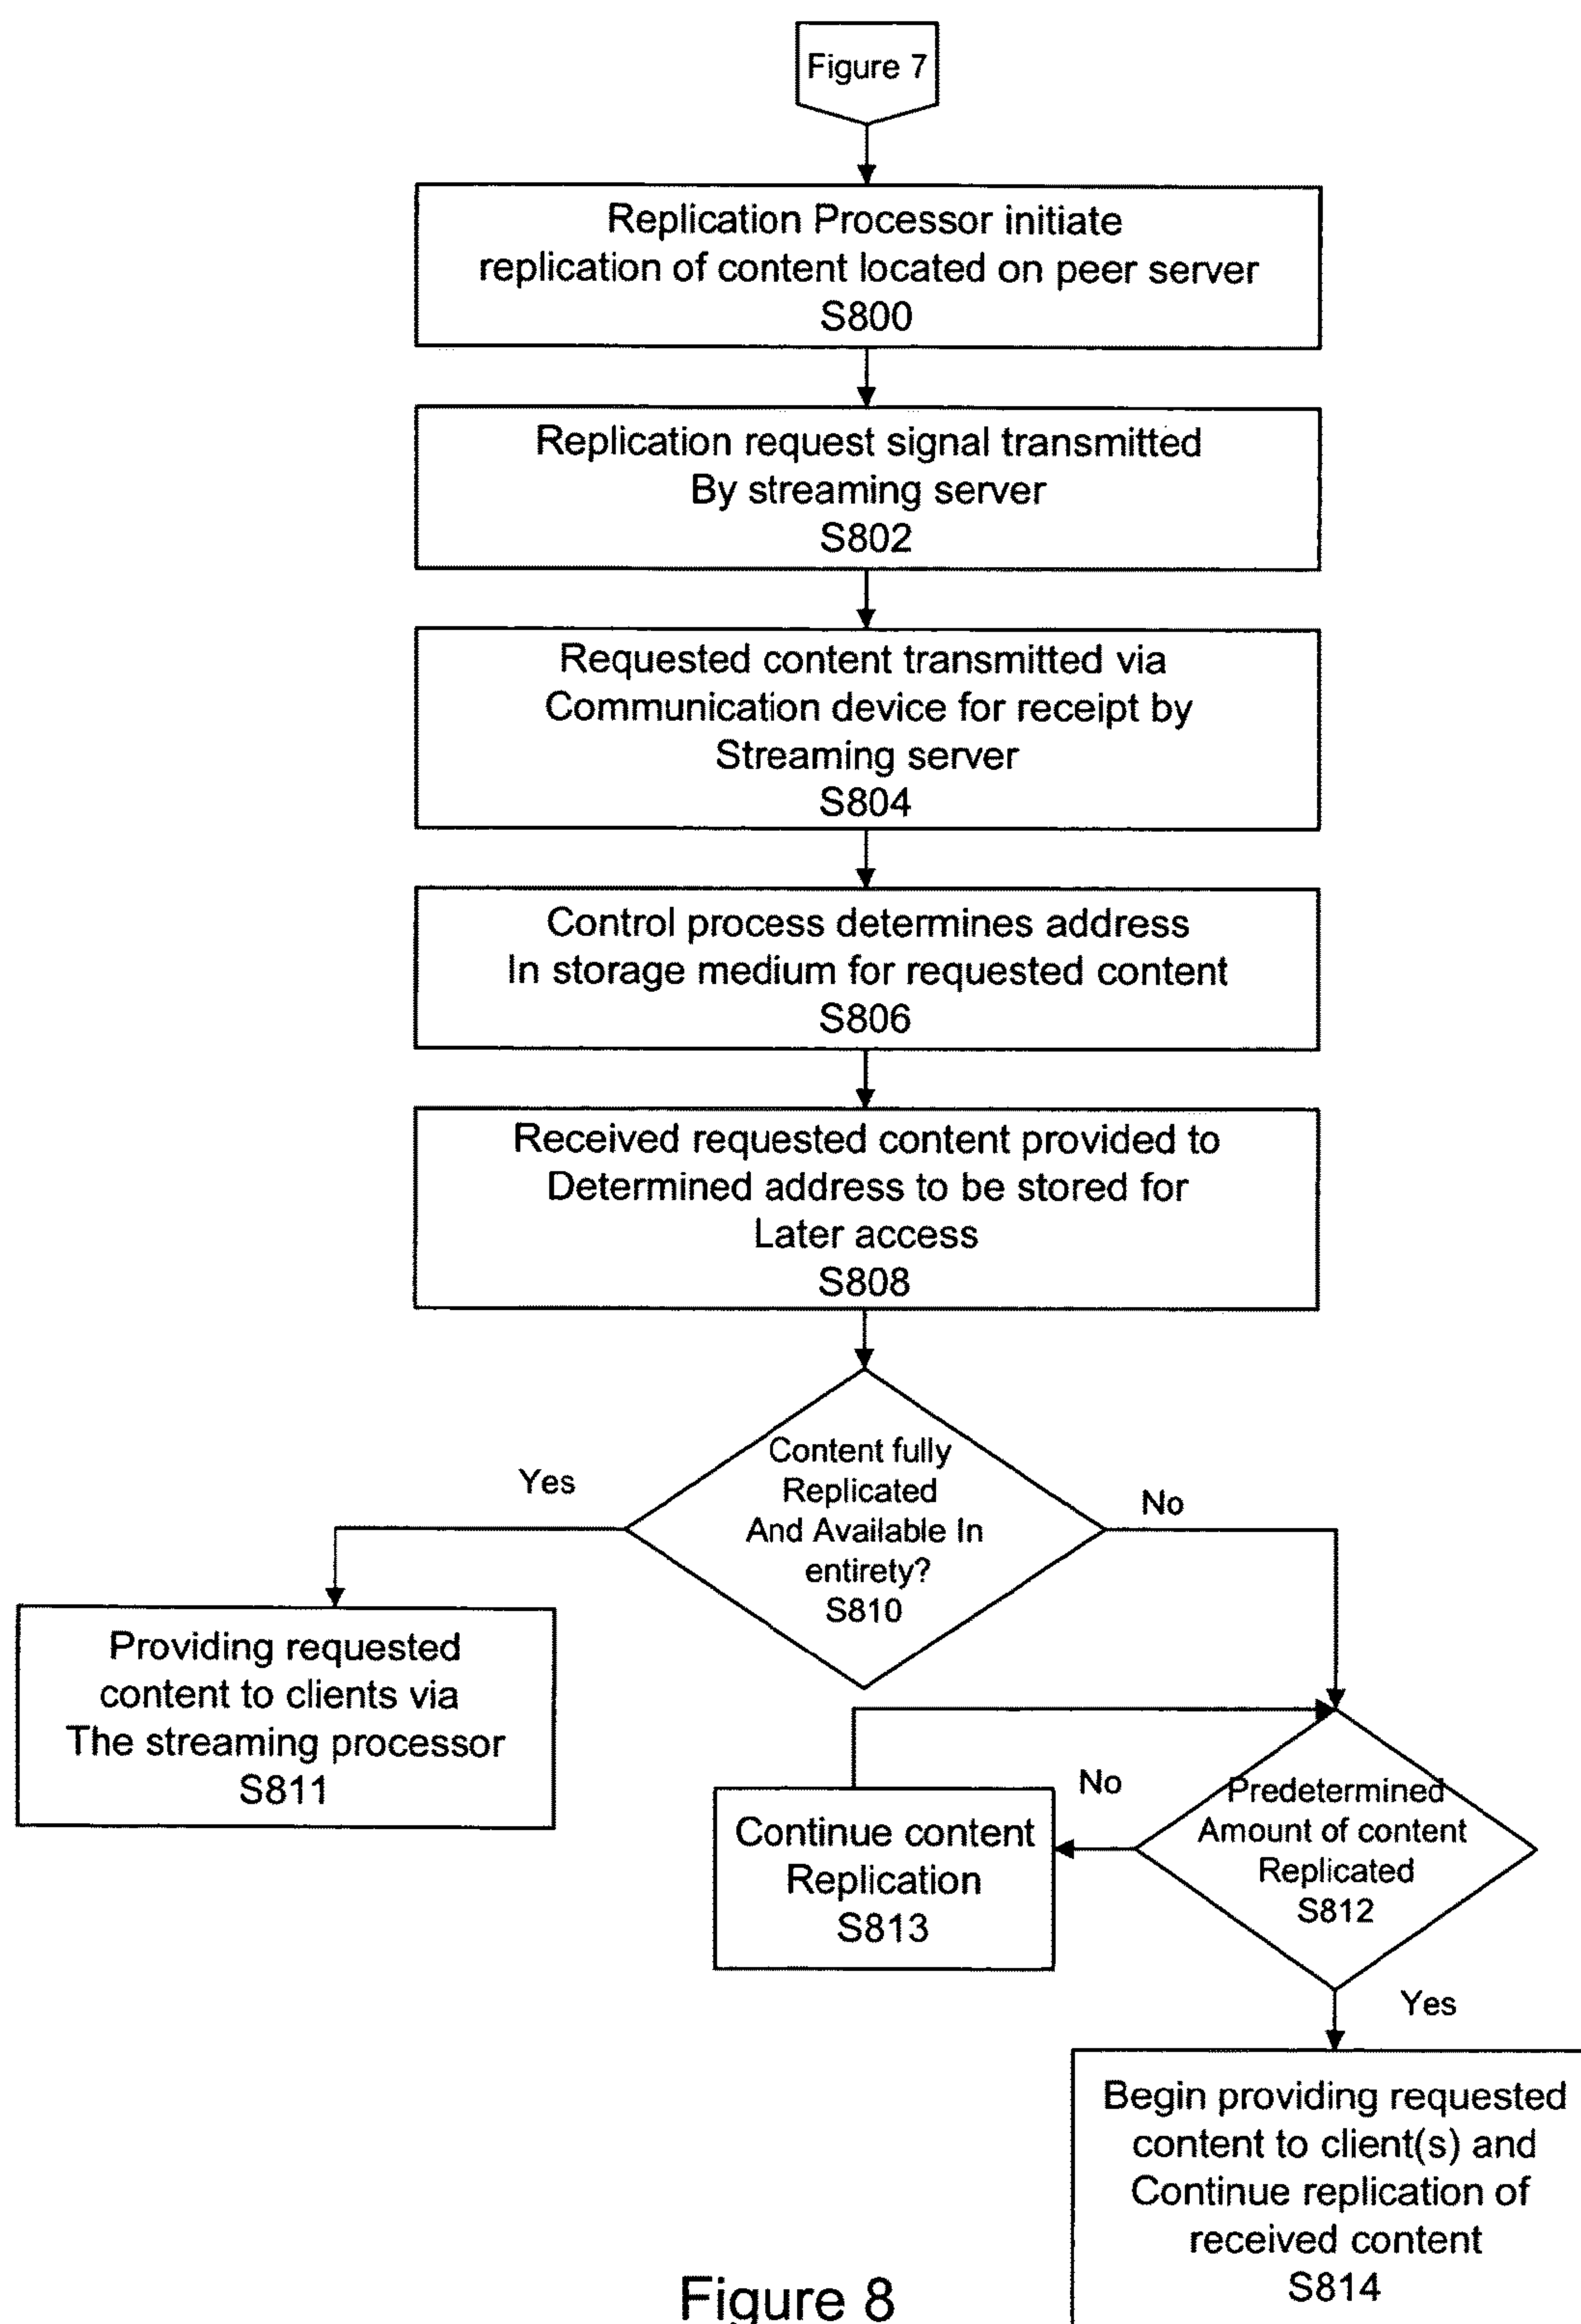 Figure 7
Replication Processor initiate
replication of content located on peer server
S800
Replication request signal transmitted
By streaming server
S802
Requested content transmitted via
Communication device for receipt by
Streaming server
S804
Control process determines address
In storage medium for requested content
S806
Received requested content provided to
Determined address to be stored for
Later access
S808
Content fully
Replicated
And Available In
entirety?
S810
Yes
No
Providing requested
content to clients via
The streaming processor
S811
Predetermined
Amount of content
Replicated
S812
No
Continue content
Replication
S813
Yes
Begin providing requested
content to client(s) and
Continue replication of
received content
S814
Figure 8